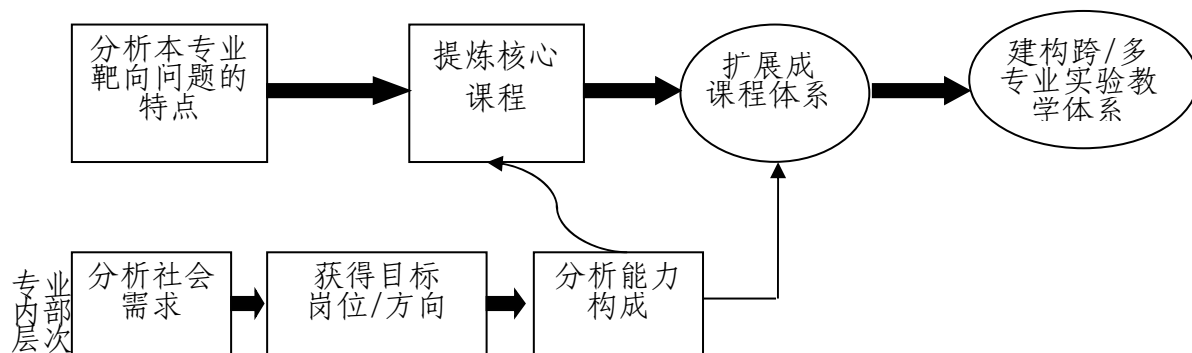 分析本专业
靶向问题的
特点
提炼核心
课程
扩展成
课程体系
建构跨/多
专业实验教
学体系
专业
内部
层次
分析社会
需求
获得目标
岗位/方向
分析能力
构成